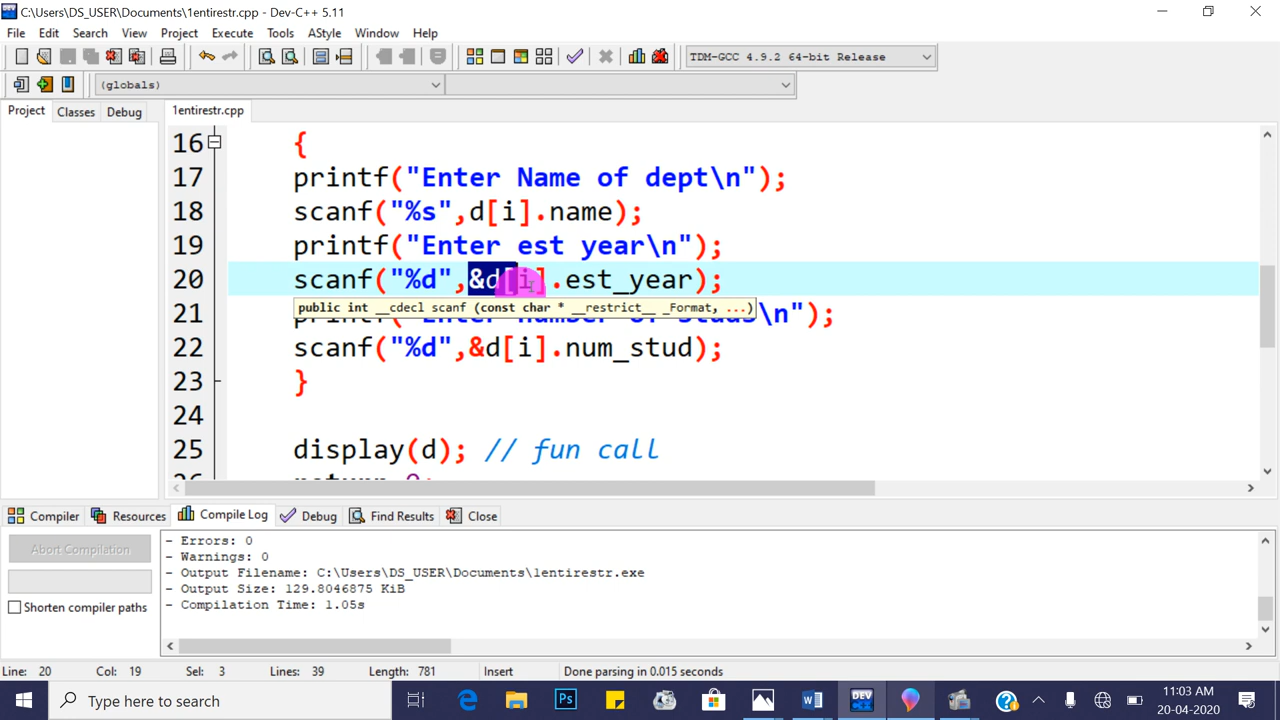 C:\Users\DS_USER\Documents\1entirestr.cpp - Dev-C++ 5.11
File Edit Search View Project Execute Tools AStyle Window Help
TDM-GCC 4.9.2 64-bit Release
(globals)
Project Classes Debug 1entirestr.cpp
16 {
17 printf("Enter Name of dept\n");
18 scanf("%s",d[i].name);
19 printf("Enter est year\n");
20 scanf("%d",&d[i].est_year);
public int __cdecl scanf (const char * __restrict__ _Format, ...)
21 printf("Enter number of studs\n");
22 scanf("%d",&d[i].num_stud);
23 }
24
25 display(d); // fun call
26 return 0;
Compiler Resources Compile Log Debug Find Results Close
Abort Compilation
Shorten compiler paths
- Errors: 0
- Warnings: 0
- Output Filename: C:\Users\DS_USER\Documents\1entirestr.exe
- Output Size: 129.8046875 KiB
- Compilation Time: 1.05s
Line: 20 Col: 19 Sel: 3 Lines: 39 Length: 781 Insert Done parsing in 0.015 seconds
Type here to search
Ps
W
DEV
11:03 AM
20-04-2020